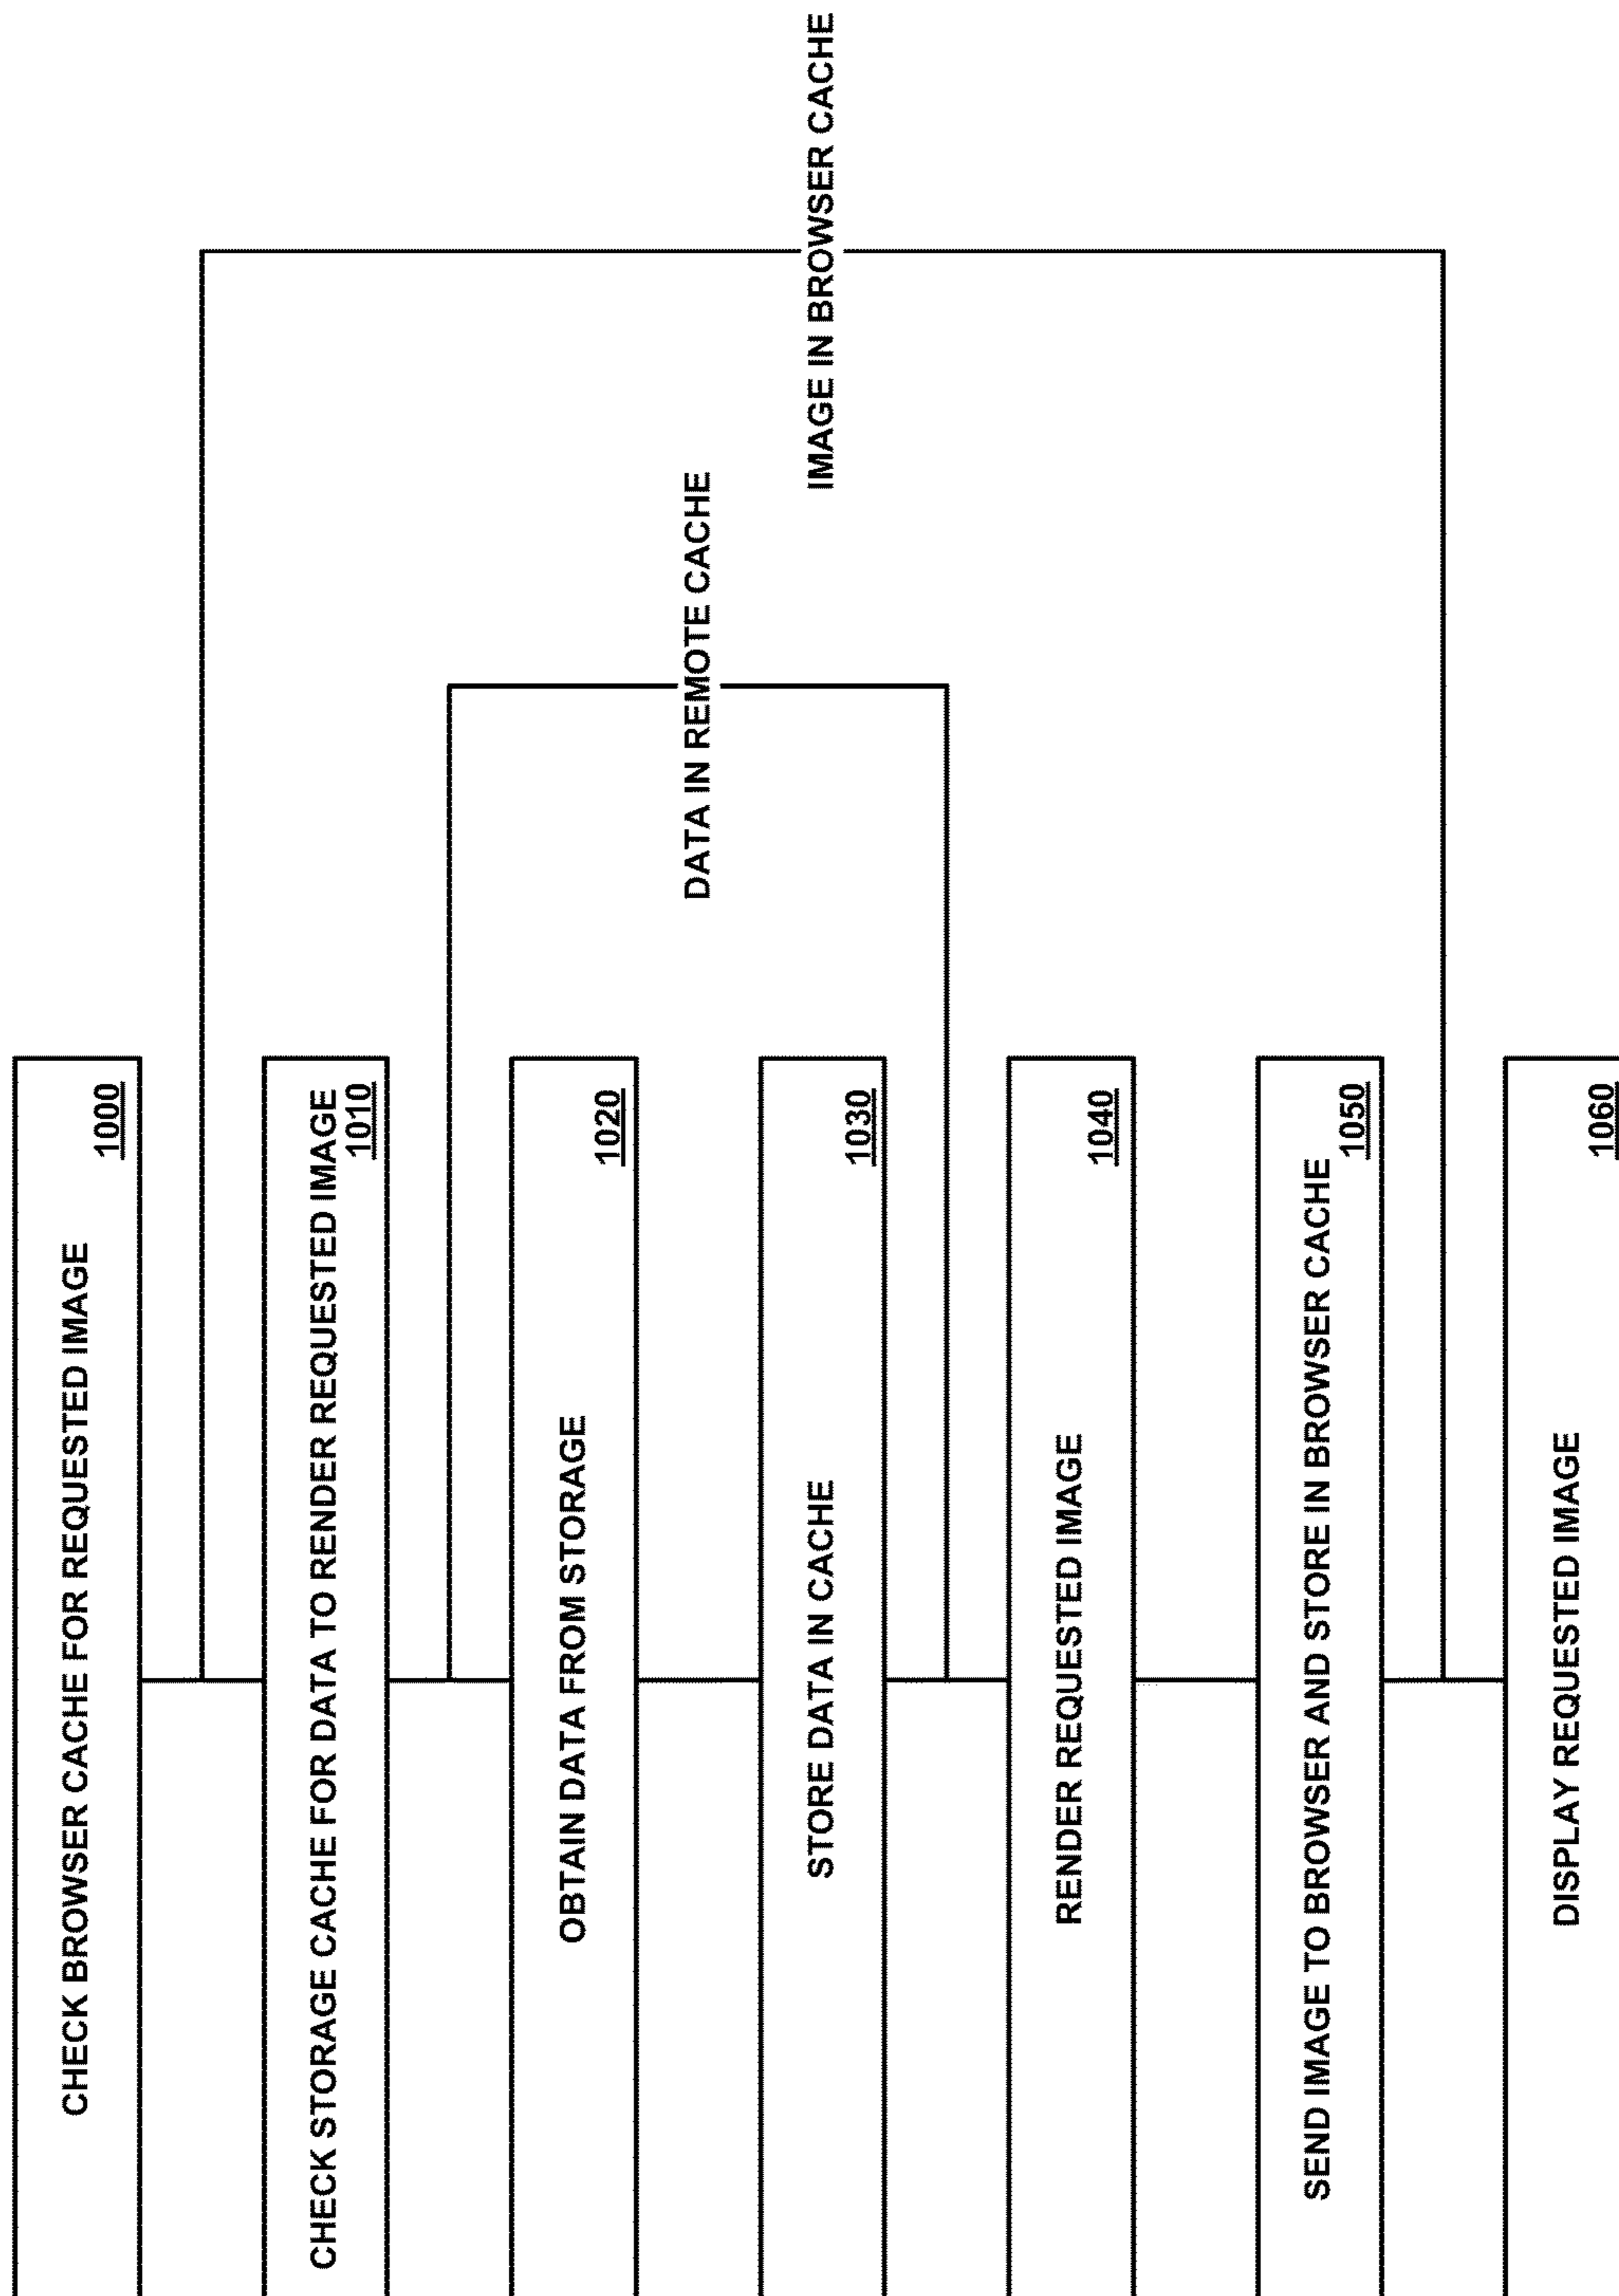 CHECK BROWSER CACHE FOR REQUESTED IMAGE
1000
CHECK STORAGE CACHE FOR DATA TO RENDER REQUESTED IMAGE
1010
OBTAIN DATA FROM STORAGE
1020
DATA IN REMOTE CACHE
STORE DATA IN CACHE
1030
IMAGE IN BROWSER CACHE
RENDER REQUESTED IMAGE
1040
SEND IMAGE TO BROWSER AND STORE IN BROWSER CACHE
1050
DISPLAY REQUESTED IMAGE
1060